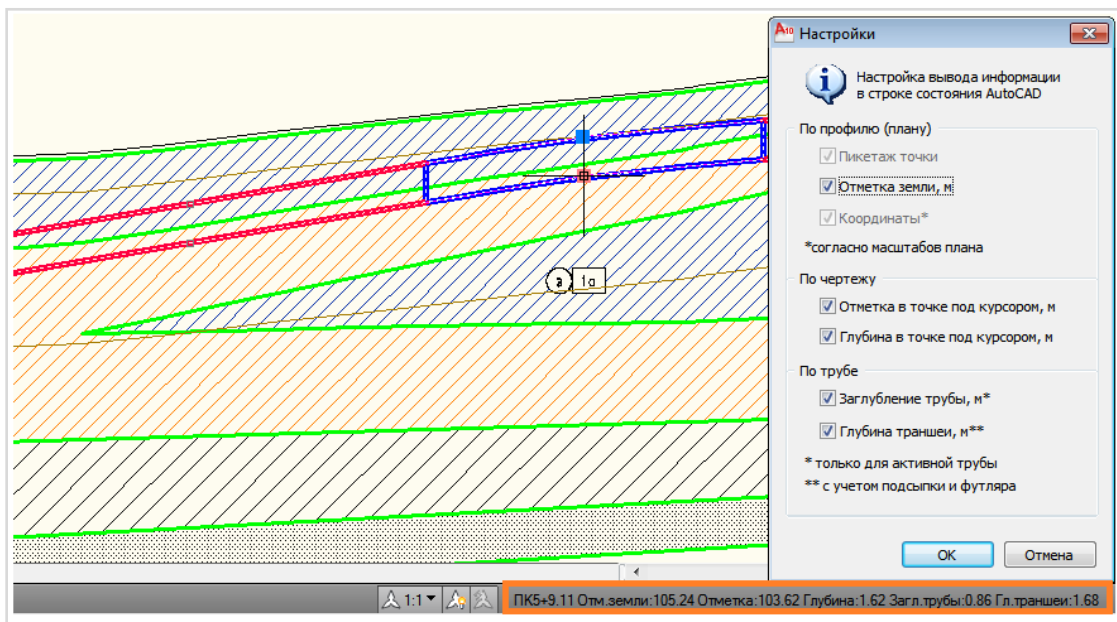 Настройки
Настройка вывода информации
в строке состояния AutoCAD
По профилю (плану)
Пикетаж точки
Отметка земли, м
Координаты*
*согласно масштабов плана
По чертежу
Отметка в точке под курсором, м
Глубина в точке под курсором, м
По трубе
Заглубление трубы, м*
Глубина траншеи, м**
* только для активной трубы
** с учетом подсыпки и футляра
OK
Отмена
а 1а
1:1
ПК5+9.11 Отм.земли:105.24 Отметка:103.62 Глубина:1.62 Загл.трубы:0.86 Гл.траншеи:1.68